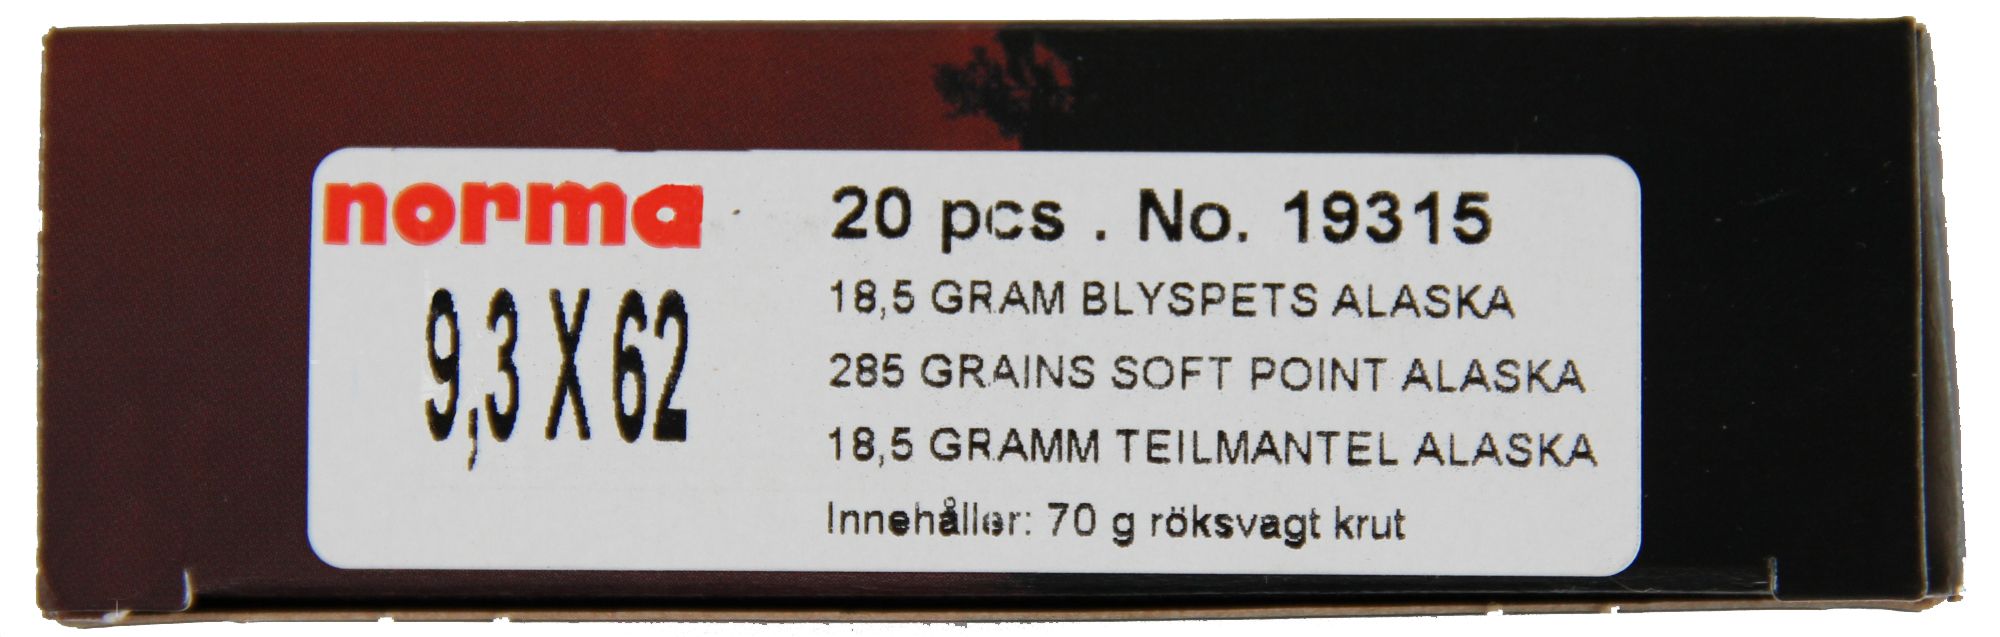 norma
9,3 X 62
20 pcs . No. 19315
18,5 GRAM BLYSPETS ALASKA
285 GRAINS SOFT POINT ALASKA
18,5 GRAMM TEILMANTEL ALASKA
Innehåller: 70 g röksvagt krut